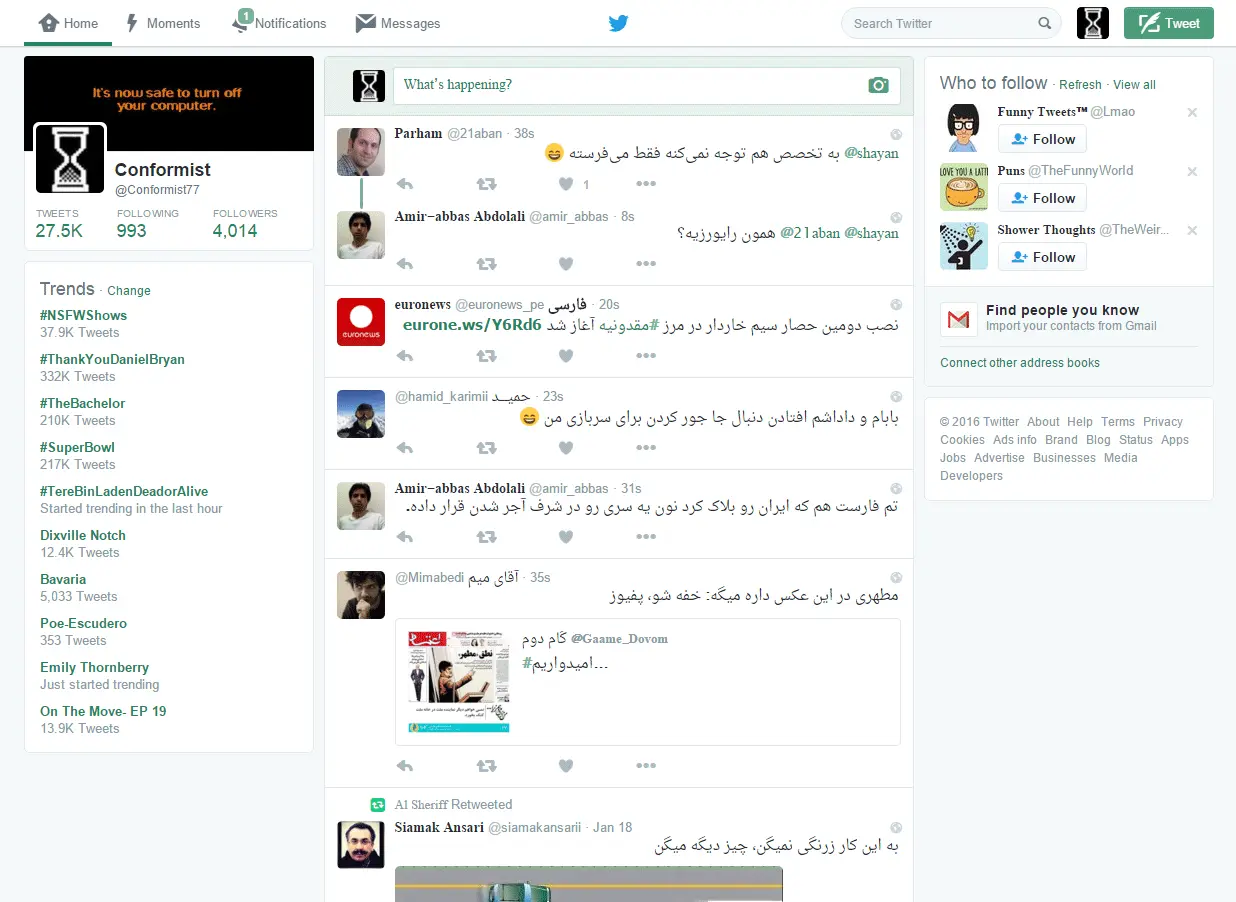 Home
Moments
1
Notifications
Messages
Search Twitter
Tweet
It's now safe to turn off
your computer.
Conformist
@Conformist77
TWEETS FOLLOWING FOLLOWERS
27.5K 993 4,014
Trends · Change
#NSFWShows
37.9K Tweets
#ThankYouDanielBryan
332K Tweets
#TheBachelor
210K Tweets
#SuperBowl
217K Tweets
#TereBinLadenDeadorAlive
Started trending in the last hour
Dixville Notch
12.4K Tweets
Bavaria
5,033 Tweets
Poe-Escudero
353 Tweets
Emily Thornberry
Just started trending
On The Move- EP 19
13.9K Tweets
What's happening?
Parham @21aban · 38s
@shayan به تخصص هم توجه نمی‌کنه فقط می‌فرسته 😄
1
Amir-abbas Abdolali @amir_abbas · 8s
@21aban @shayan همون رایورزیه؟
euronews
euronews فارسی @euronews_pe · 20s
نصب دومین حصار سیم خاردار در مرز #مقدونیه آغاز شد eurone.ws/Y6Rd6
حمیــد @hamid_karimii · 23s
بابام و داداشم افتادن دنبال جا جور کردن برای سربازی من 😄
Amir-abbas Abdolali @amir_abbas · 31s
تم فارست هم که ایران رو بلاک کرد نون یه سری رو در شرف آجر شدن قرار داده.
آقای میم @Mimabedi · 35s
مطهری در این عکس داره میگه: خفه شو، پفیوز
گام دوم @Gaame_Dovom
#امیدواریم...
اعتماد
نطق «مطهر»
Al Sheriff Retweeted
Siamak Ansari @siamakansarii · Jan 18
به این کار زرنگی نمیگن، چیز دیگه میگن
Who to follow · Refresh · View all
Funny Tweets™ @Lmao
Follow
LOVE YOU A LATTE
Puns @TheFunnyWorld
Follow
Shower Thoughts @TheWeir...
Follow
Find people you know
Import your contacts from Gmail
Connect other address books
© 2016 Twitter About Help Terms Privacy
Cookies Ads info Brand Blog Status Apps
Jobs Advertise Businesses Media
Developers